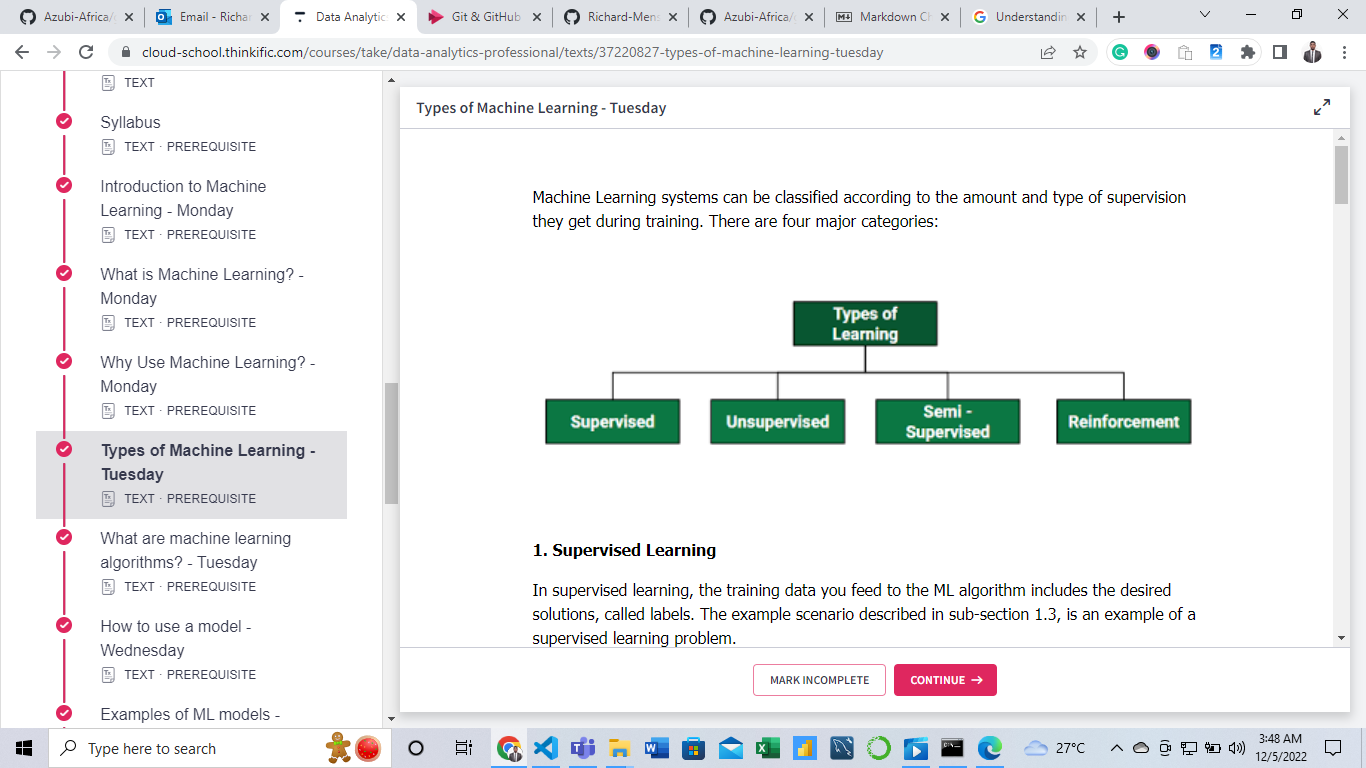 Azubi-Africa/
Email - Richar
Data Analytic
Git & GitHub
Richard-Mens
Azubi-Africa/
Markdown Ch
Understandin
cloud-school.thinkific.com/courses/take/data-analytics-professional/texts/37220827-types-of-machine-learning-tuesday
TEXT
Syllabus
TEXT · PREREQUISITE
Introduction to Machine
Learning - Monday
TEXT · PREREQUISITE
What is Machine Learning? -
Monday
TEXT · PREREQUISITE
Why Use Machine Learning? -
Monday
TEXT · PREREQUISITE
Types of Machine Learning -
Tuesday
TEXT · PREREQUISITE
What are machine learning
algorithms? - Tuesday
TEXT · PREREQUISITE
How to use a model -
Wednesday
TEXT · PREREQUISITE
Examples of ML models -
Types of Machine Learning - Tuesday
Machine Learning systems can be classified according to the amount and type of supervision
they get during training. There are four major categories:
Types of
Learning
Supervised
Unsupervised
Semi -
Supervised
Reinforcement
1. Supervised Learning
In supervised learning, the training data you feed to the ML algorithm includes the desired
solutions, called labels. The example scenario described in sub-section 1.3, is an example of a
supervised learning problem.
MARK INCOMPLETE
CONTINUE →
Type here to search
27°C
3:48 AM
12/5/2022